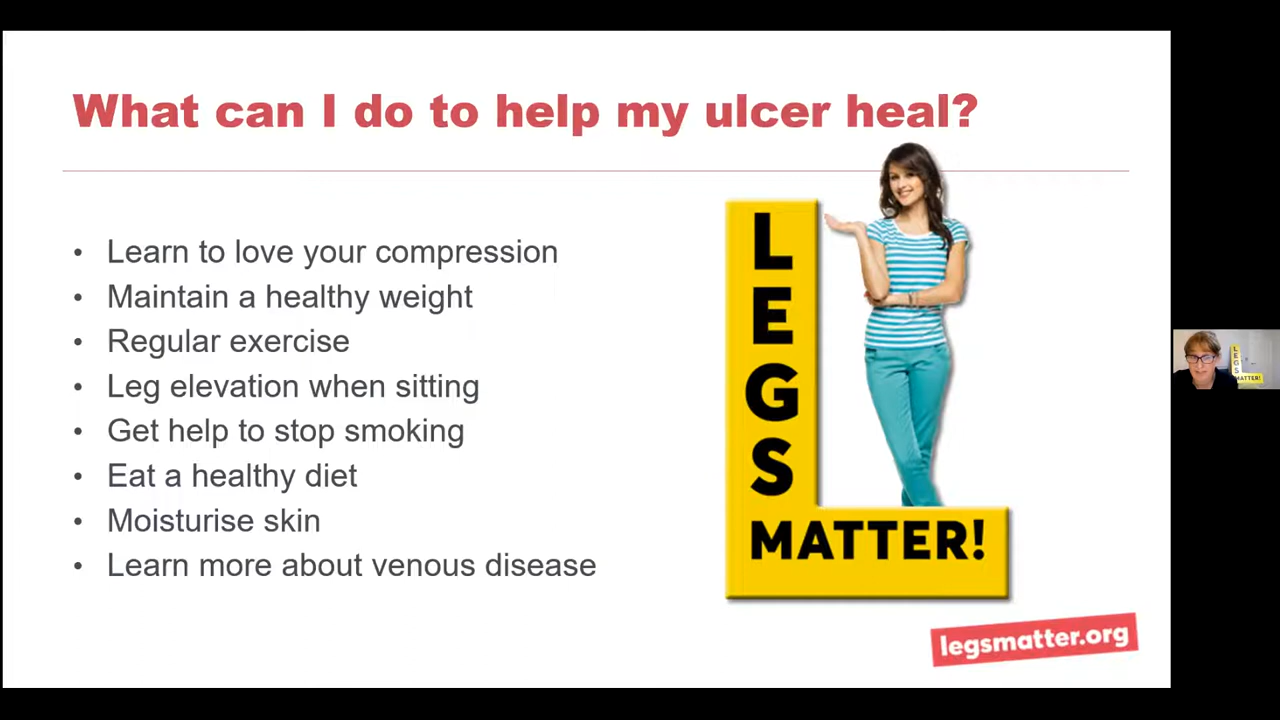 What can I do to help my ulcer heal?
• Learn to love your compression
• Maintain a healthy weight
• Regular exercise
• Leg elevation when sitting
• Get help to stop smoking
• Eat a healthy diet
• Moisturise skin
• Learn more about venous disease
L
E
G
S
MATTER!
legsmatter.org
L
E
G
S
MATTER!